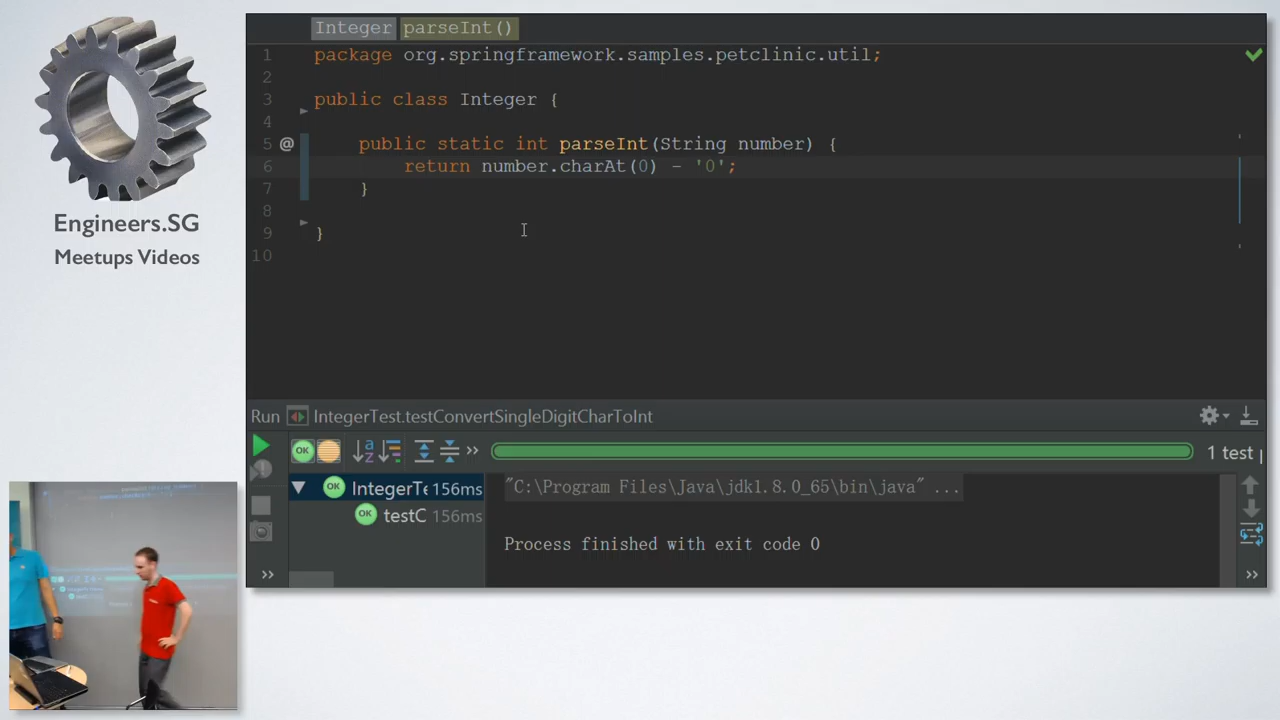 Engineers.SG
Meetups Videos
Integer parseInt()
1 package org.springframework.samples.petclinic.util;
2
3 public class Integer {
4
5 @ public static int parseInt(String number) {
6 return number.charAt(0) - '0';
7 }
8
9 }
10
Run IntegerTest.testConvertSingleDigitCharToInt
OK 1 test
OK IntegerTe 156ms "C:\Program Files\Java\jdk1.8.0_65\bin\java" ...
OK testC 156ms
Process finished with exit code 0